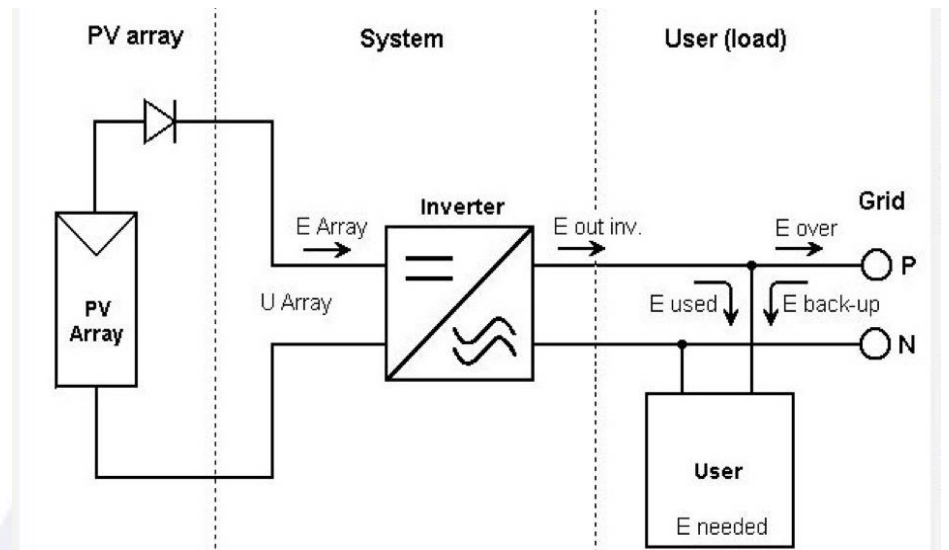 PV array
System
User (load)
Inverter
Grid
E Array
E out inv.
E over
P
U Array
E used
E back-up
PV
Array
N
User
E needed